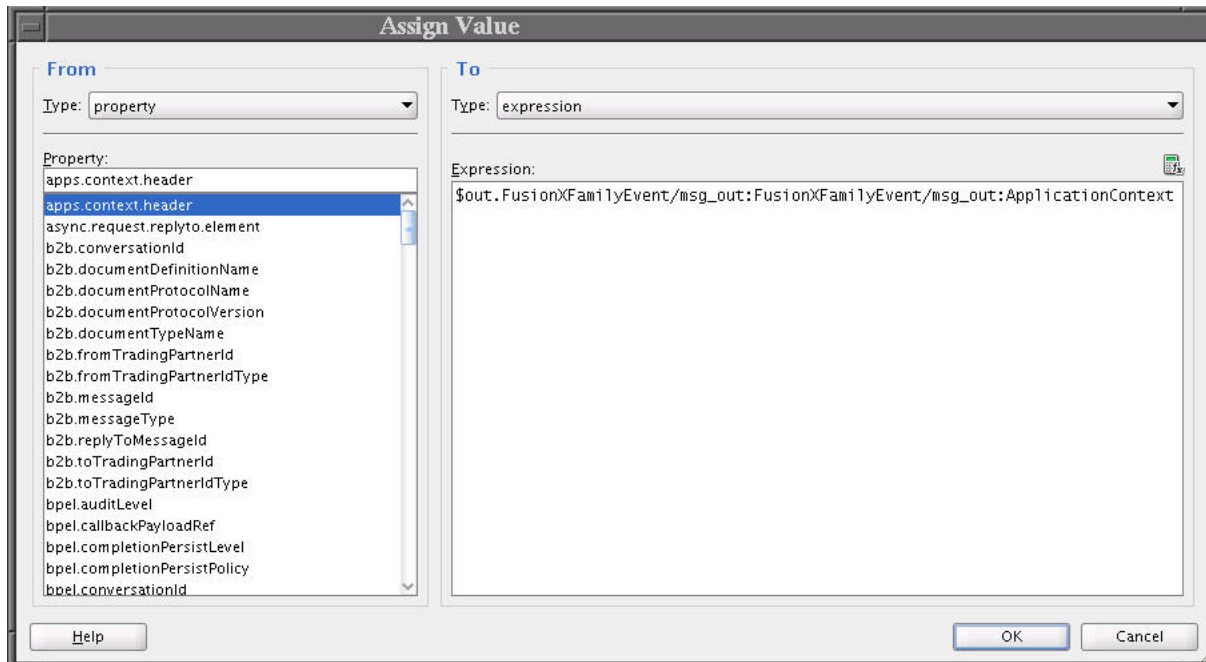 Assign Value
From
Type: property
Property:
apps.context.header
apps.context.header
async.request.replyto.element
b2b.conversationId
b2b.documentDefinitionName
b2b.documentProtocolName
b2b.documentProtocolVersion
b2b.documentTypeName
b2b.fromTradingPartnerId
b2b.fromTradingPartnerIdType
b2b.messageId
b2b.messageType
b2b.replyToMessageId
b2b.toTradingPartnerId
b2b.toTradingPartnerIdType
bpel.auditLevel
bpel.callbackPayloadRef
bpel.completionPersistLevel
bpel.completionPersistPolicy
bpel.conversationId
To
Type: expression
Expression:
$out.FusionXFamilyEvent/msg_out:FusionXFamilyEvent/msg_out:ApplicationContext
Help
OK
Cancel